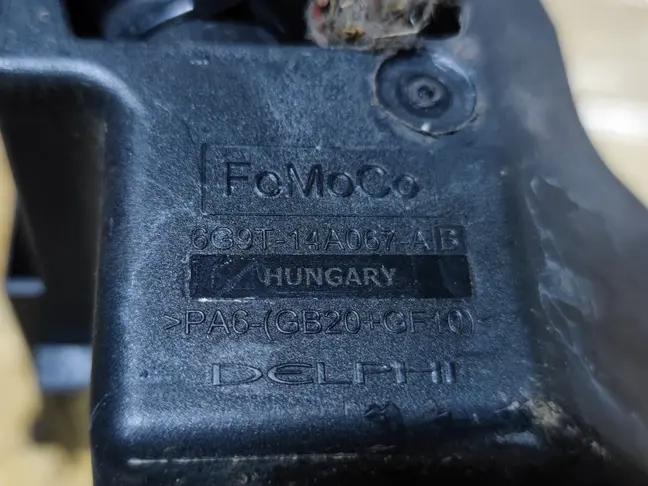 FoMoCo
6G9T-14A067-AB
HUNGARY
>PA6-(GB20+GF10)<
DELPHI